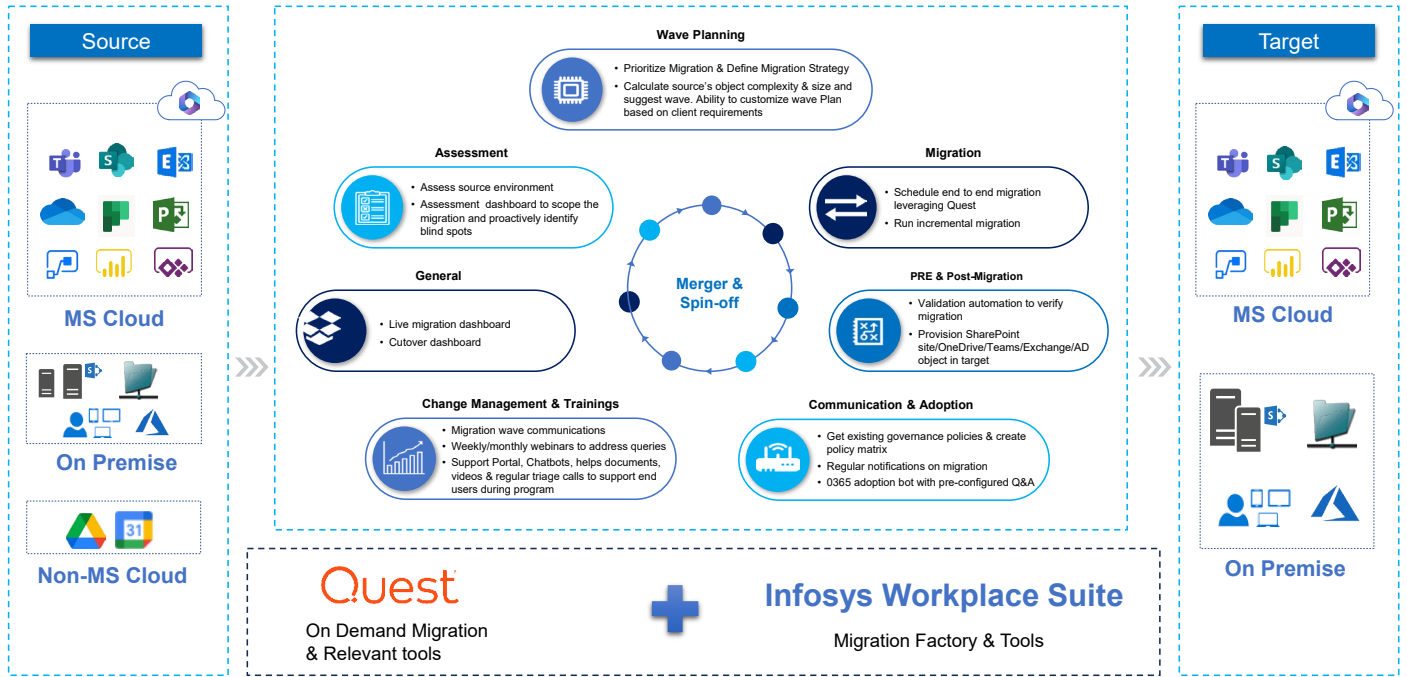 Source
MS Cloud
On Premise
31
Non-MS Cloud
Wave Planning
• Prioritize Migration & Define Migration Strategy
• Calculate source's object complexity & size and
suggest wave. Ability to customize wave Plan
based on client requirements
Assessment
• Assess source environment
• Assessment dashboard to scope the
migration and proactively identify
blind spots
Migration
• Schedule end to end migration
leveraging Quest
• Run incremental migration
General
• Live migration dashboard
• Cutover dashboard
Merger &
Spin-off
PRE & Post-Migration
• Validation automation to verify
migration
• Provision SharePoint
site/OneDrive/Teams/Exchange/AD
object in target
Change Management & Trainings
• Migration wave communications
• Weekly/monthly webinars to address queries
• Support Portal, Chatbots, helps documents,
videos & regular triage calls to support end
users during program
Communication & Adoption
• Get existing governance policies & create
policy matrix
• Regular notifications on migration
• 0365 adoption bot with pre-configured Q&A
Quest
On Demand Migration
& Relevant tools
Infosys Workplace Suite
Migration Factory & Tools
Target
MS Cloud
On Premise